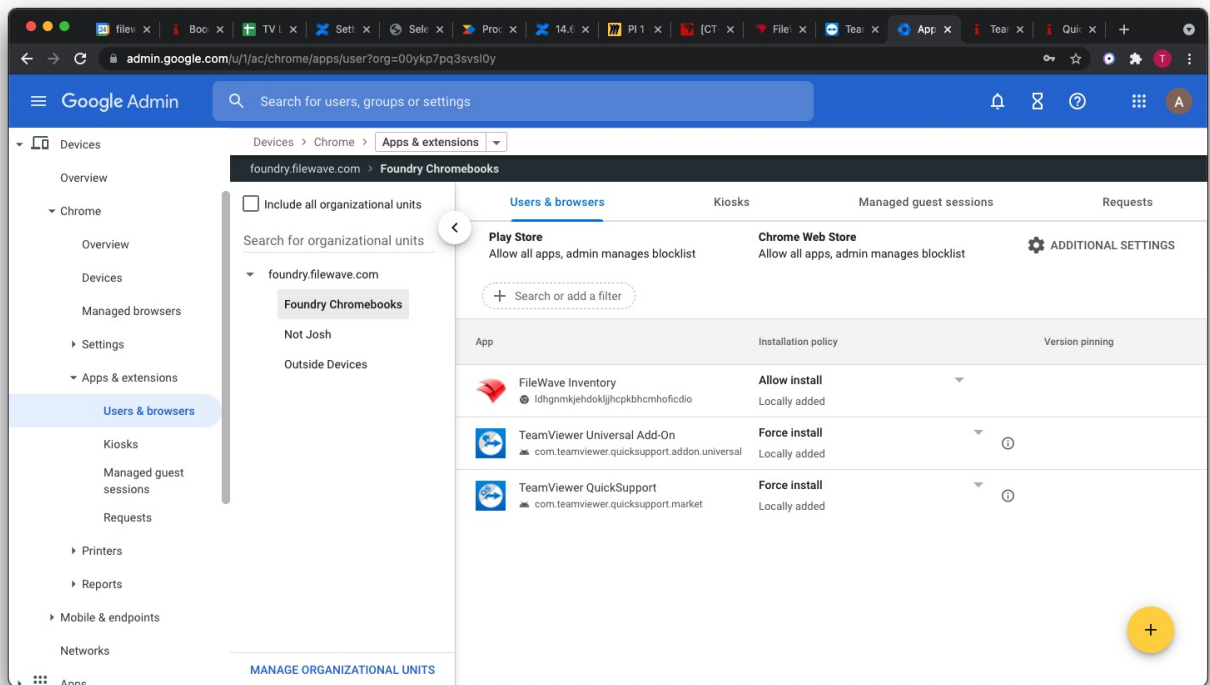 filew
Boo
TV L
Sett
Sele
Proc
14.6
PI 1
[CT-
File
Tear
App
Tear
Quic
admin.google.com/u/1/ac/chrome/apps/user?org=00ykp7pq3svsl0y
T
Google Admin
Search for users, groups or settings
A
Devices
Overview
Chrome
Overview
Devices
Managed browsers
Settings
Apps & extensions
Users & browsers
Kiosks
Managed guest
sessions
Requests
Printers
Reports
Mobile & endpoints
Networks
Apps
Devices > Chrome > Apps & extensions
foundry.filewave.com > Foundry Chromebooks
Include all organizational units
Search for organizational units
foundry.filewave.com
Foundry Chromebooks
Not Josh
Outside Devices
MANAGE ORGANIZATIONAL UNITS
Users & browsers
Kiosks
Managed guest sessions
Requests
Play Store
Allow all apps, admin manages blocklist
Chrome Web Store
Allow all apps, admin manages blocklist
ADDITIONAL SETTINGS
Search or add a filter
App
Installation policy
Version pinning
FileWave Inventory
ldhgnmkjehdokljjhcpkbhcmhoficdio
Allow install
Locally added
TeamViewer Universal Add-On
com.teamviewer.quicksupport.addon.universal
Force install
Locally added
TeamViewer QuickSupport
com.teamviewer.quicksupport.market
Force install
Locally added